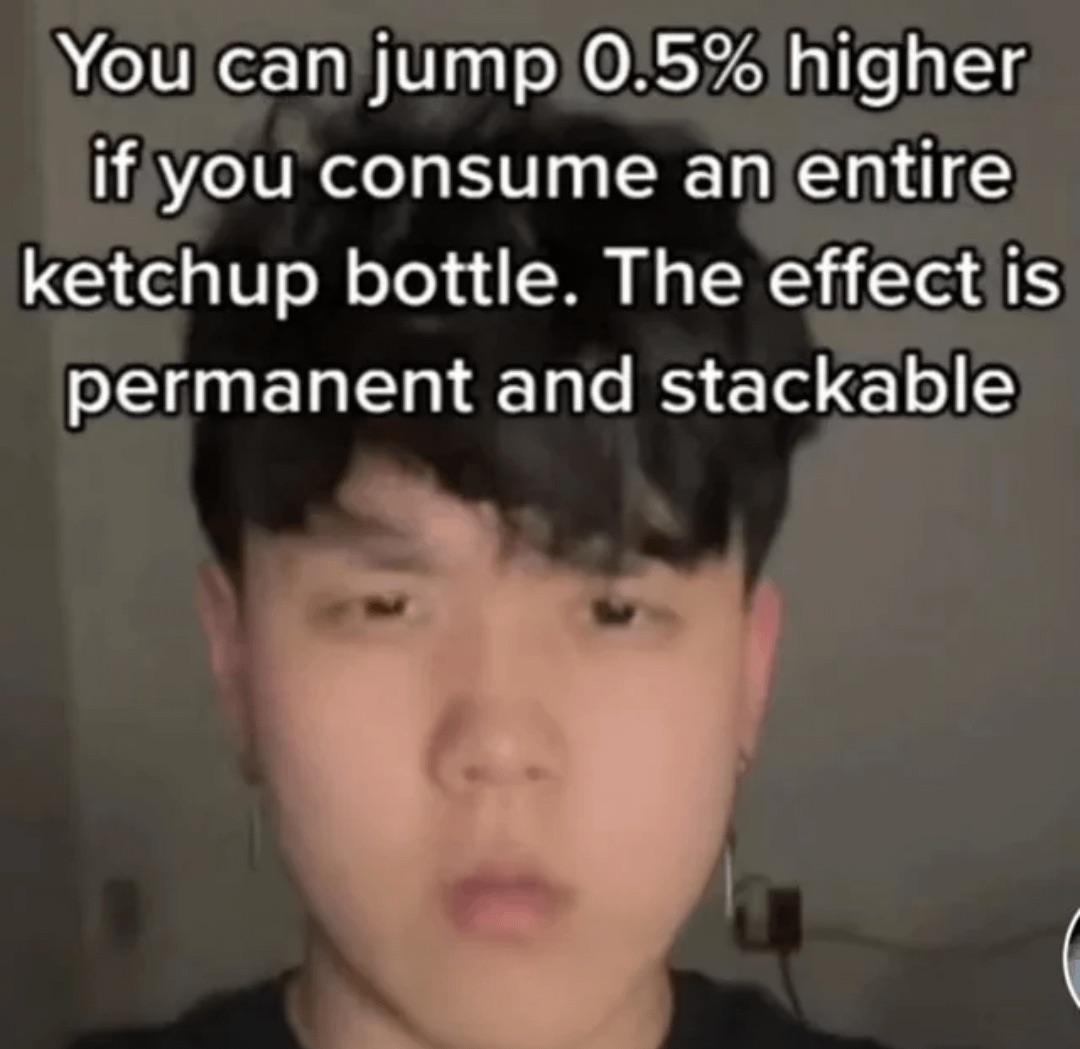 You can jump 0.5% higher
if you consume an entire
ketchup bottle. The effect is
permanent and stackable